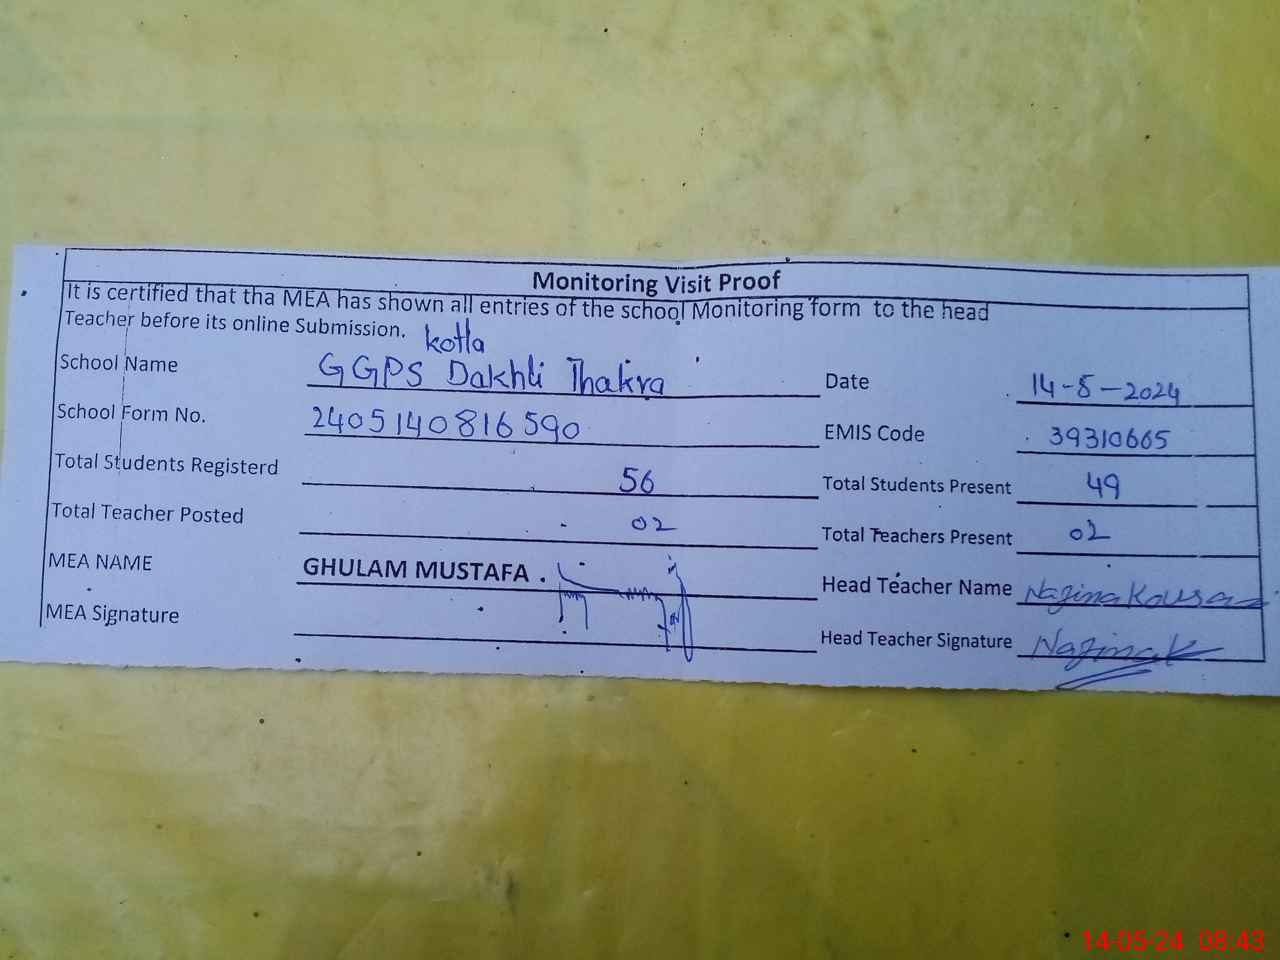 Monitoring Visit Proof
It is certified that tha MEA has shown all entries of the school Monitoring form to the head
Teacher before its online Submission.
kotla
School Name GGPS Dakhli Thakra Date 14-5-2024
School Form No. 2405140816590 EMIS Code 39310665
Total Students Registerd 56 Total Students Present 49
Total Teacher Posted 02 Total Teachers Present 02
MEA NAME GHULAM MUSTAFA . Head Teacher Name Nagina Kousar
MEA Signature Head Teacher Signature Nagina K
14-05-24 08:43